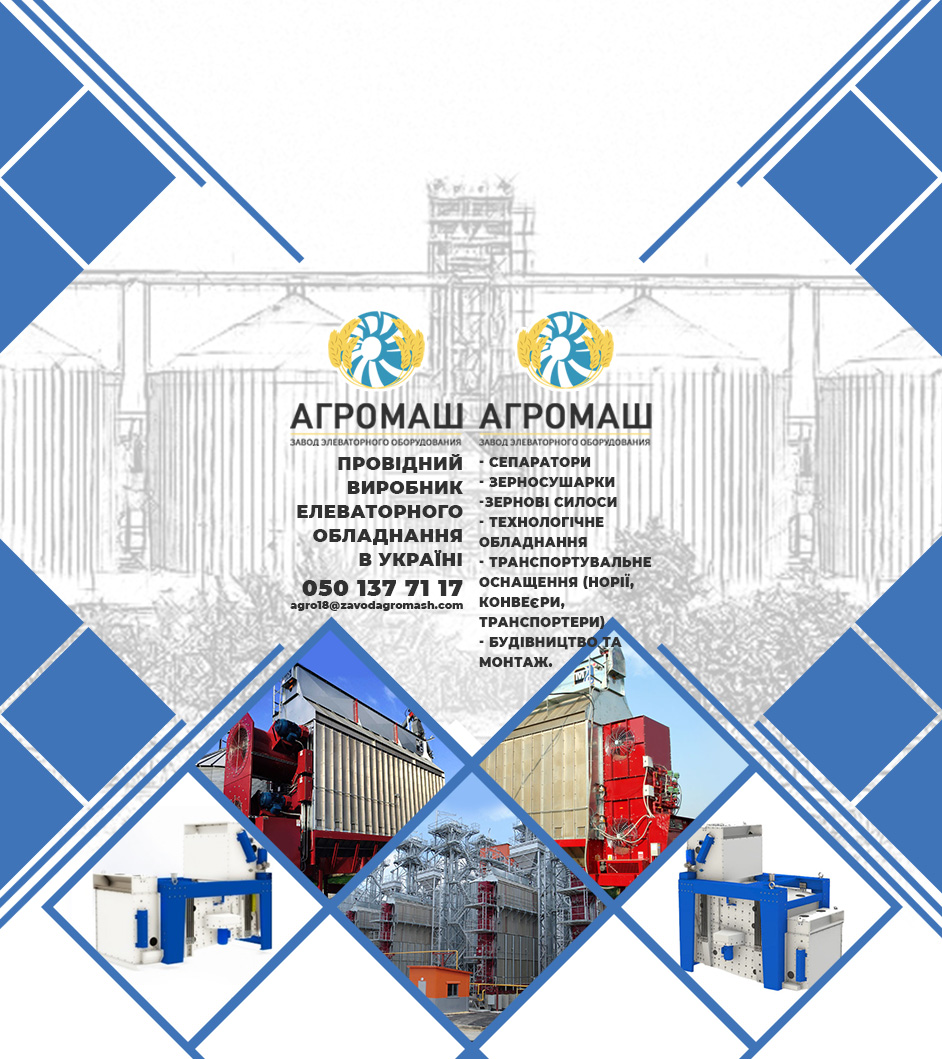 АГРОМАШ
ЗАВОД ЭЛЕВАТОРНОГО ОБОРУДОВАНИЯ
ПРОВІДНИЙ
ВИРОБНИК
ЕЛЕВАТОРНОГО
ОБЛАДНАННЯ
В УКРАЇНІ
050 137 71 17
agro18@zavodagromash.com
АГРОМАШ
ЗАВОД ЭЛЕВАТОРНОГО ОБОРУДОВАНИЯ
- СЕПАРАТОРИ
- ЗЕРНОСУШАРКИ
-ЗЕРНОВІ СИЛОСИ
- ТЕХНОЛОГІЧНЕ
ОБЛАДНАННЯ
- ТРАНСПОРТУВАЛЬНЕ
ОСНАЩЕННЯ (НОРІЇ,
КОНВЕЄРИ,
ТРАНСПОРТЕРИ)
- БУДІВНИЦТВО ТА
МОНТАЖ.